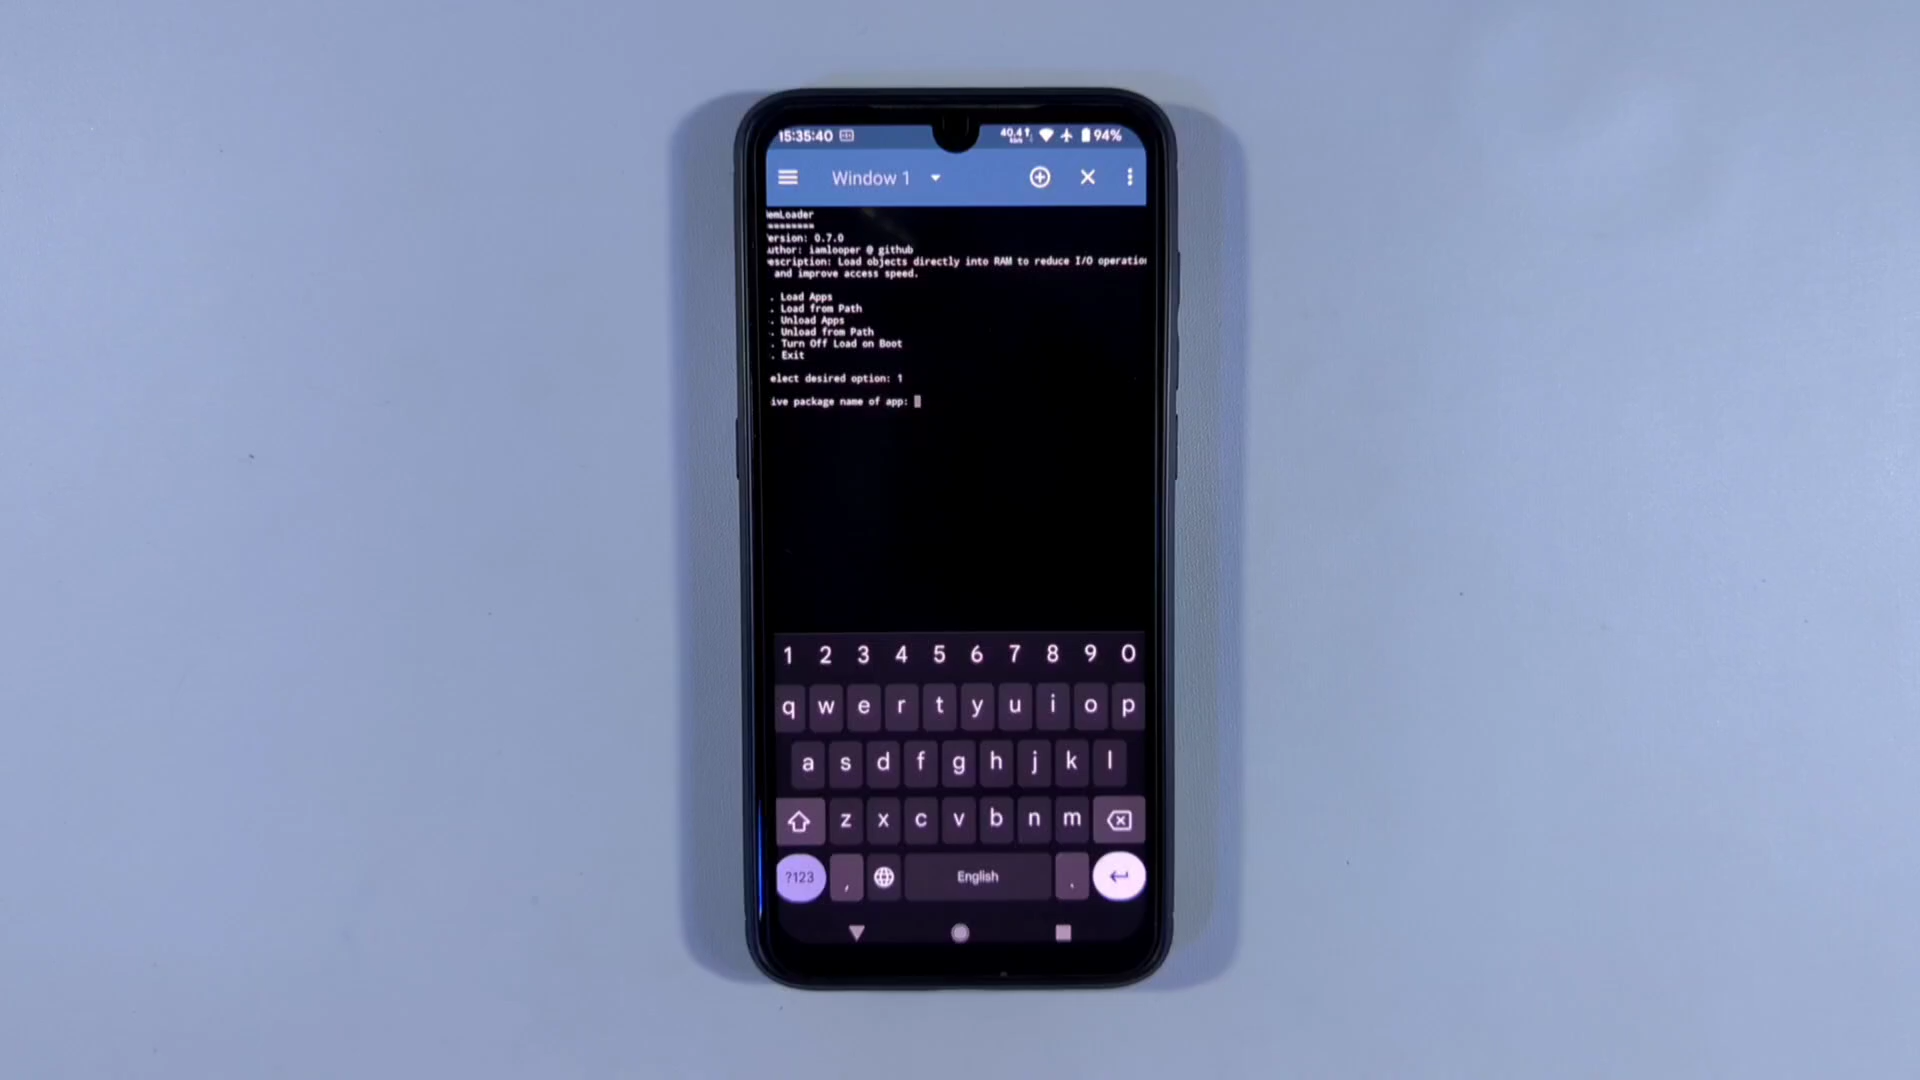 15:35:40 40.4 94%
Window 1
emLoader
========
ersion: 0.7.0
uthor: iamlooper @ github
escription: Load objects directly into RAM to reduce I/O operation
and improve access speed.
. Load Apps
. Load from Path
. Unload Apps
. Unload from Path
. Turn Off Load on Boot
. Exit
elect desired option: 1
ive package name of app:
1 2 3 4 5 6 7 8 9 0
q w e r t y u i o p
a s d f g h j k l
z x c v b n m
?123 , English .